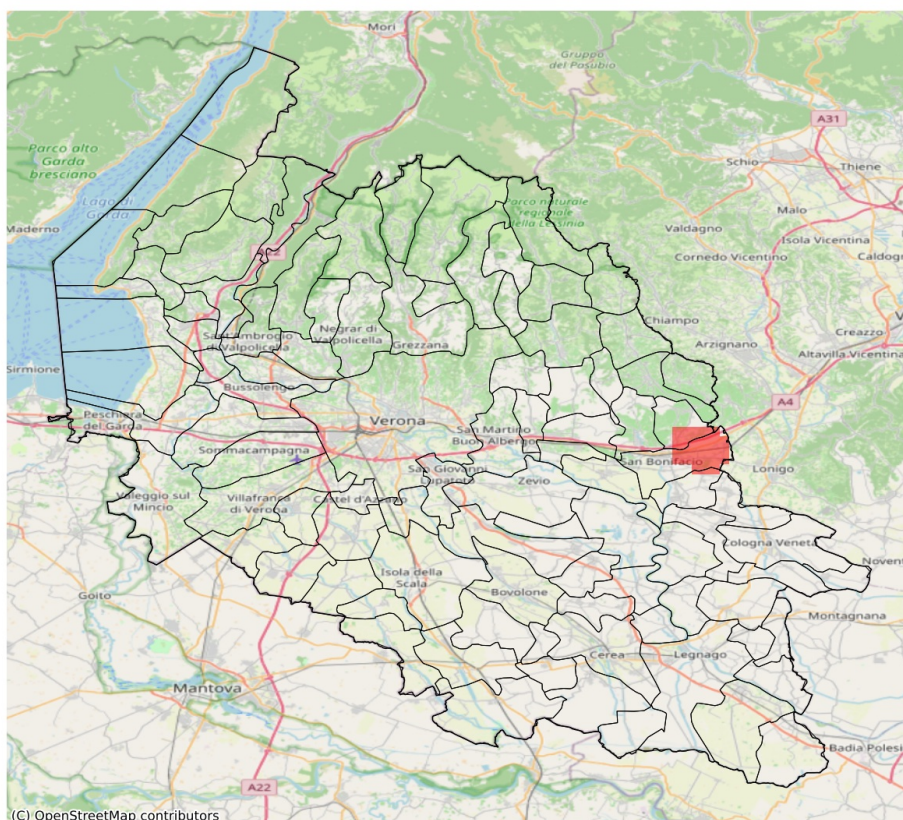 Mori
Gruppo
del Pasubio
A31
Parco alto
Garda
bresciano
Schio
Thiene
Lago di
Garda
Parco naturale
regionale
della Lessinia
Malo
Maderno
Valdagno
Isola Vicentina
A22
Cornedo Vicentino
Caldogno
Chiampo
Sant'Ambrogio
di Valpolicella
Negrar di
Valpolicella
Grezzana
Arzignano
Creazzo
Altavilla Vicentina
Sirmione
Bussolengo
A4
Peschiera
del Garda
Verona
San Martino
Buon Albergo
Sommacampagna
San Giovanni
Lupatoto
San Bonifacio
Lonigo
Zevio
Valeggio sul
Mincio
Villafranca
di Verona
Castel d'Azzano
Cologna Veneta
Isola della
Scala
Bovolone
Goito
Montagnana
Cerea
Legnago
Mantova
Badia Polesi
A22
(C) OpenStreetMap contributors